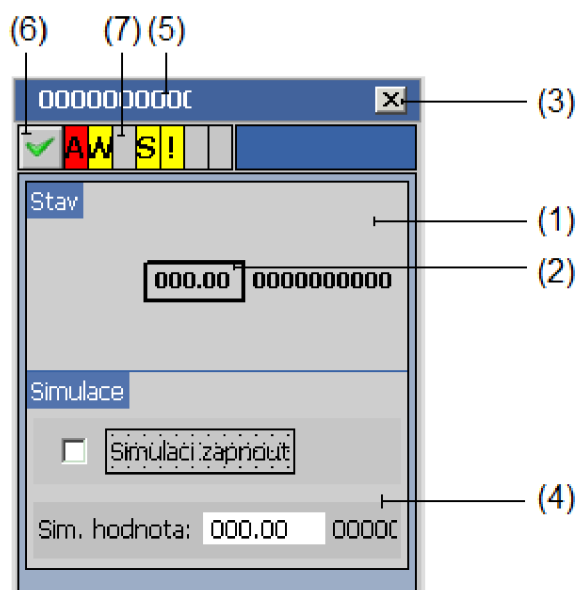 (6) (7) (5)
0000000000C
(3)
A W S !
Stav
(1)
(2)
000.00 0000000000
Simulace
Simulaci zapnout
(4)
Sim. hodnota: 000.00 0000C